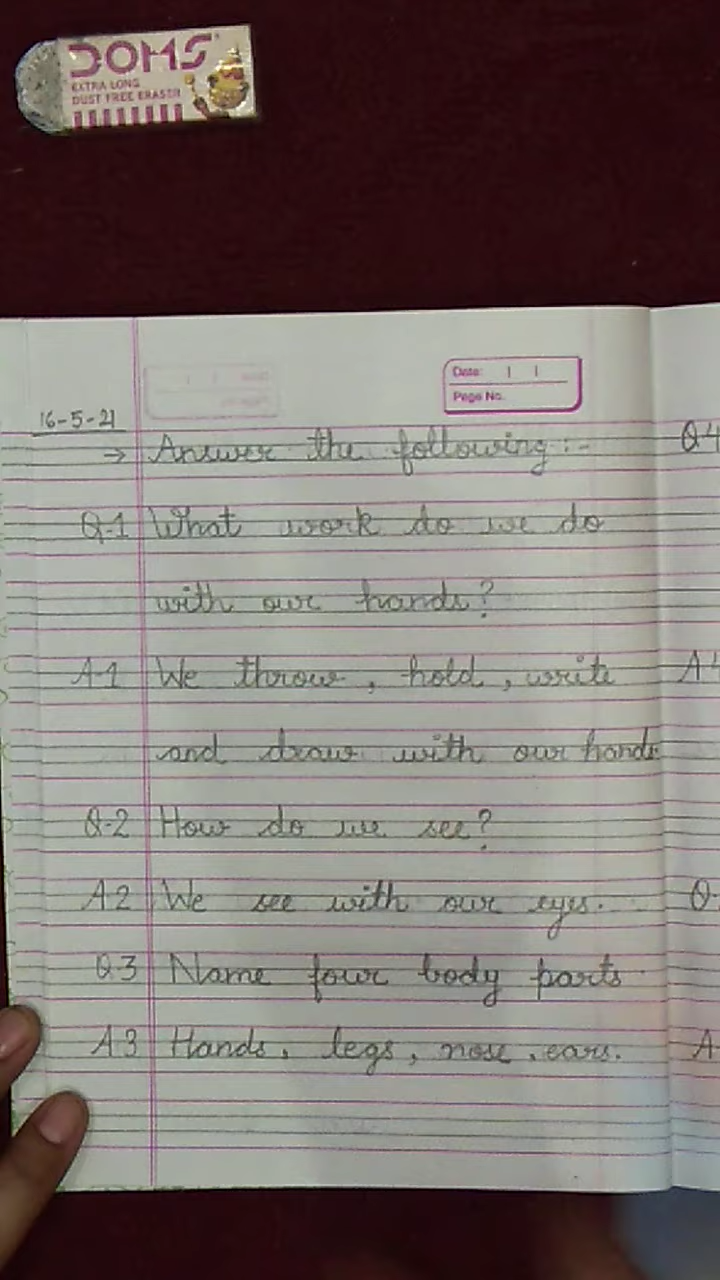 DOMS
EXTRA LONG
DUST FREE ERASER
Date:
Page No.
16-5-21
→ Answer the following :-
Q-1 What work do we do
with our hands?
A-1 We throw, hold, write
and draw with our hands
Q-2 How do we see?
A-2 We see with our eyes.
Q-3 Name four body parts
A-3 Hands, legs, nose, ears.
Q4
A4
Q-
A